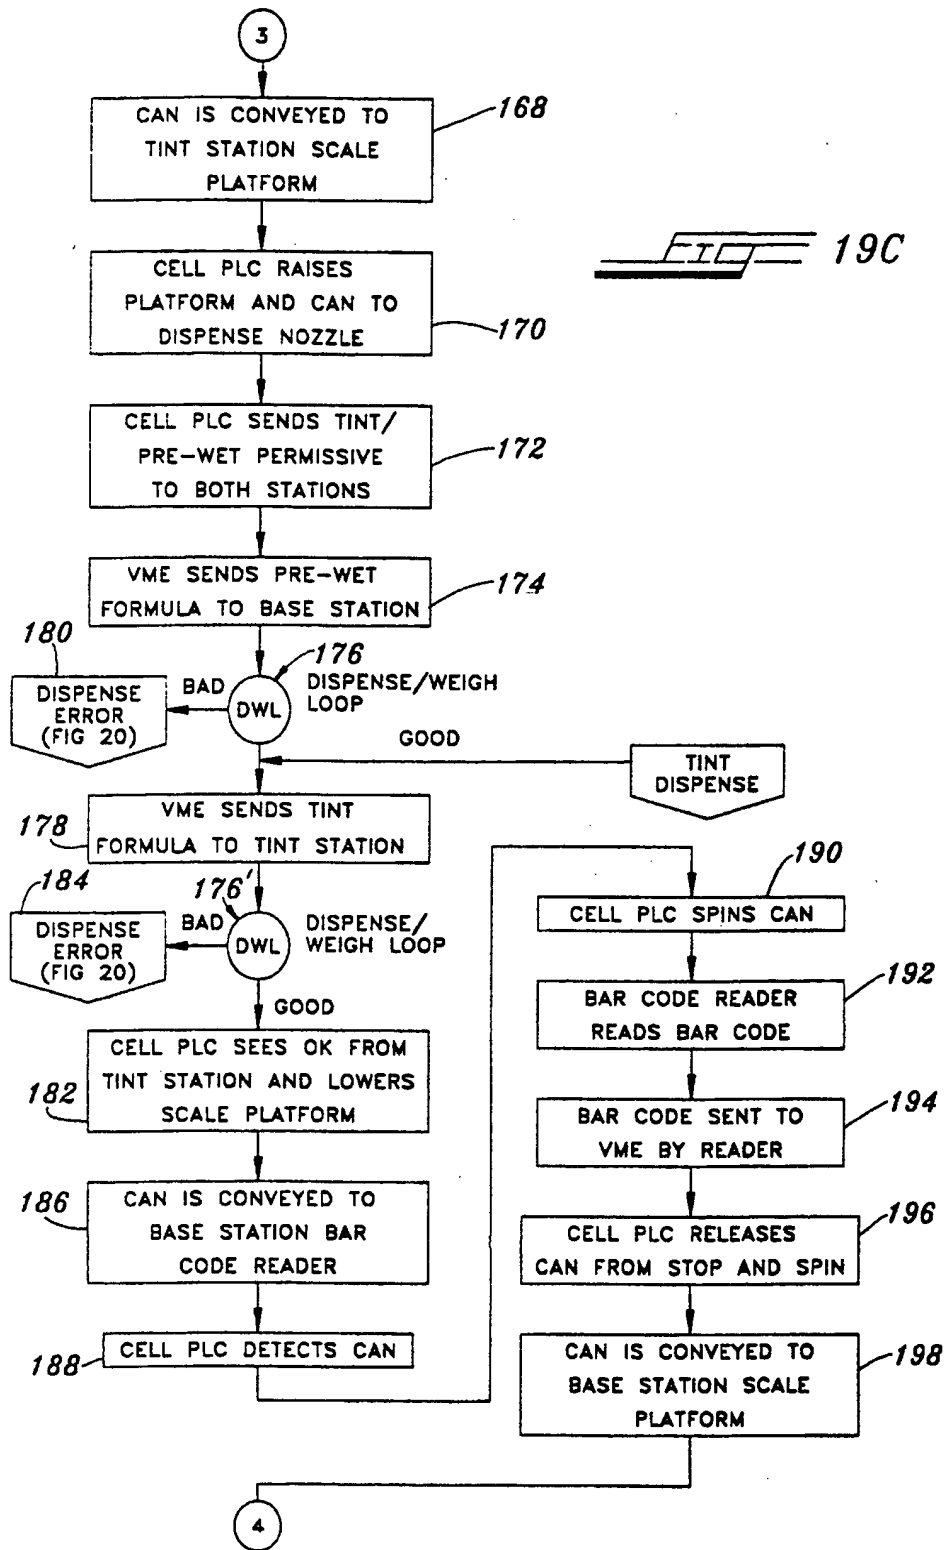 3
CAN IS CONVEYED TO
TINT STATION SCALE
PLATFORM
168
FIG 19C
CELL PLC RAISES
PLATFORM AND CAN TO
DISPENSE NOZZLE
170
CELL PLC SENDS TINT/
PRE-WET PERMISSIVE
TO BOTH STATIONS
172
VME SENDS PRE-WET
FORMULA TO BASE STATION
174
180
DISPENSE
ERROR
(FIG 20)
BAD
DWL
176
DISPENSE/WEIGH
LOOP
GOOD
TINT
DISPENSE
VME SENDS TINT
FORMULA TO TINT STATION
178
184
DISPENSE
ERROR
(FIG 20)
BAD
DWL
176'
DISPENSE/
WEIGH LOOP
GOOD
CELL PLC SEES OK FROM
TINT STATION AND LOWERS
SCALE PLATFORM
182
CAN IS CONVEYED TO
BASE STATION BAR
CODE READER
186
CELL PLC DETECTS CAN
188
190
CELL PLC SPINS CAN
192
BAR CODE READER
READS BAR CODE
194
BAR CODE SENT TO
VME BY READER
196
CELL PLC RELEASES
CAN FROM STOP AND SPIN
198
CAN IS CONVEYED TO
BASE STATION SCALE
PLATFORM
4